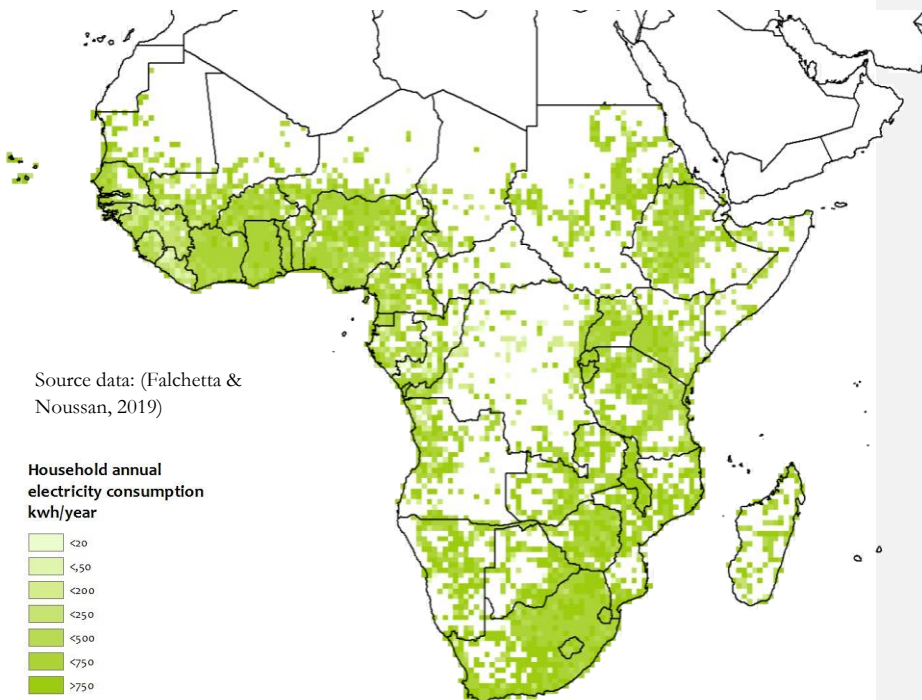 Source data: (Falchetta &
Noussan, 2019)
Household annual
electricity consumption
kwh/year
<20
<,50
<200
<250
<500
<750
>750